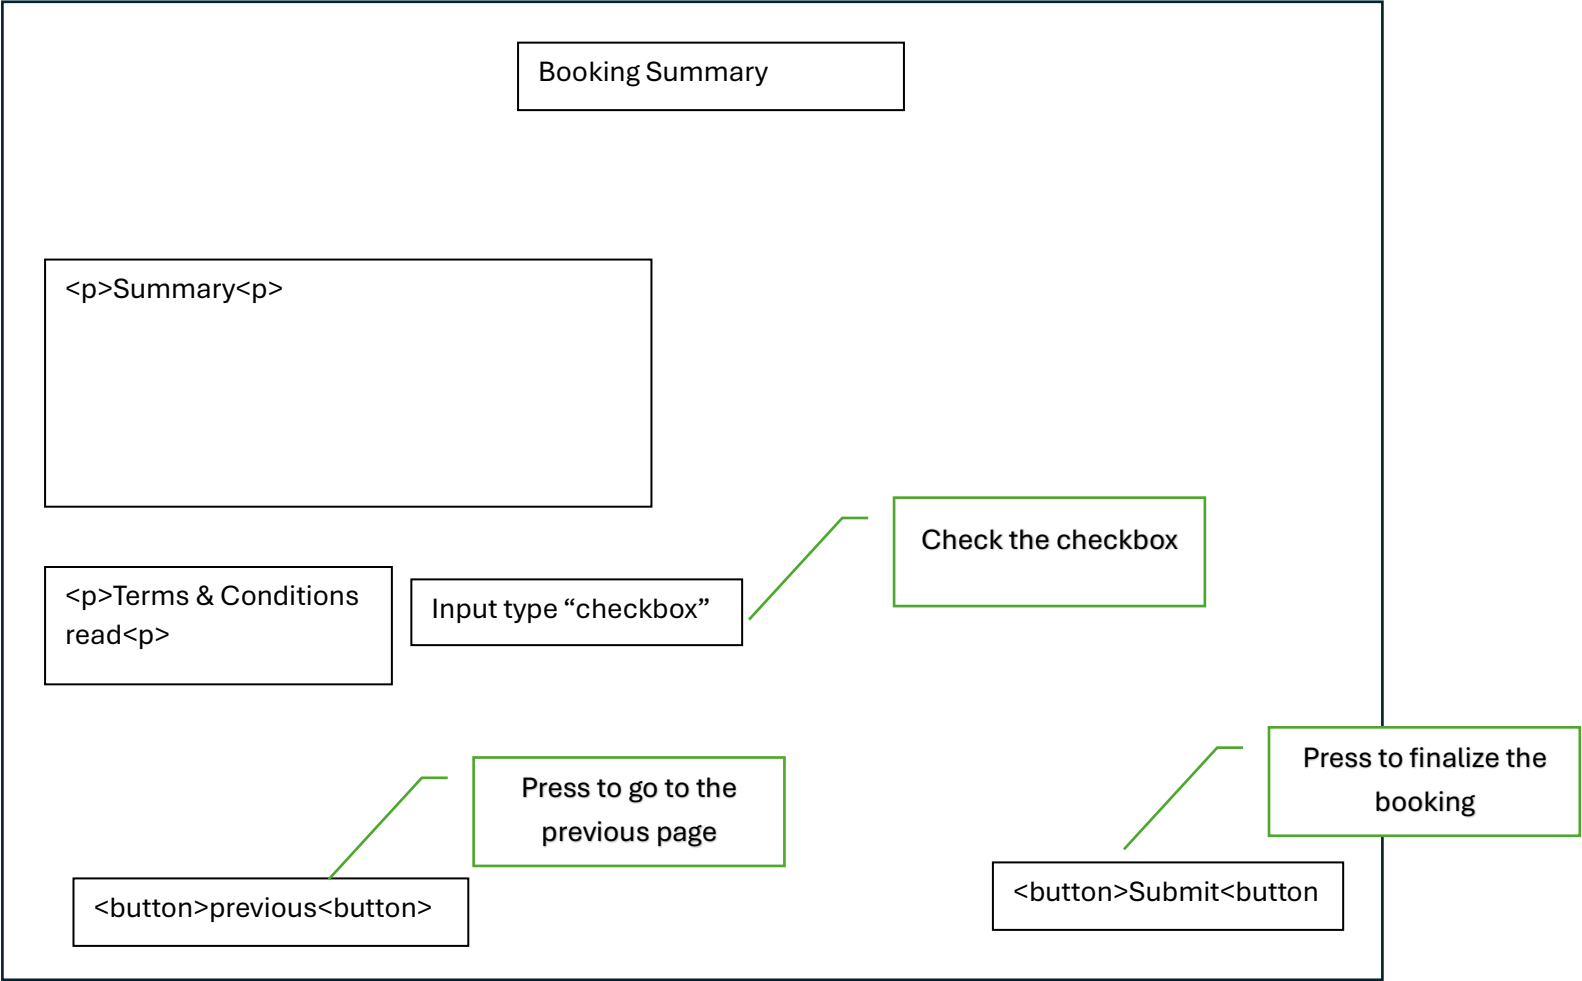 Booking Summary
<p>Summary<p>
Check the checkbox
<p>Terms & Conditions
read<p>
Input type “checkbox”
Press to go to the
previous page
Press to finalize the
booking
<button>previous<button>
<button>Submit<button